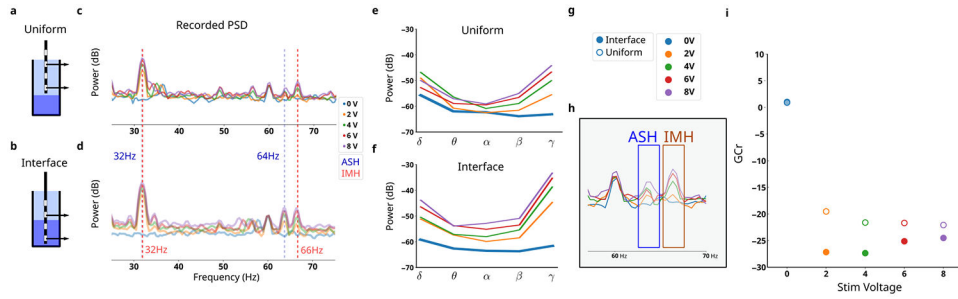 a
Uniform
b
Interface
c
Recorded PSD
Power (dB)
30
40
50
60
70
d
32Hz
64Hz
0 V
2 V
4 V
6 V
8 V
ASH
IMH
Power (dB)
32Hz
66Hz
30
40
50
60
70
Frequency (Hz)
e
Uniform
Power (dB)
−30
−40
−50
−60
−70
δ
θ
α
β
γ
f
Interface
Power (dB)
−30
−40
−50
−60
−70
δ
θ
α
β
γ
g
Interface
Uniform
0V
2V
4V
6V
8V
h
ASH
IMH
60 Hz
70 Hz
i
GCr
10
5
0
−5
−10
−15
−20
−25
−30
0
2
4
6
8
Stim Voltage